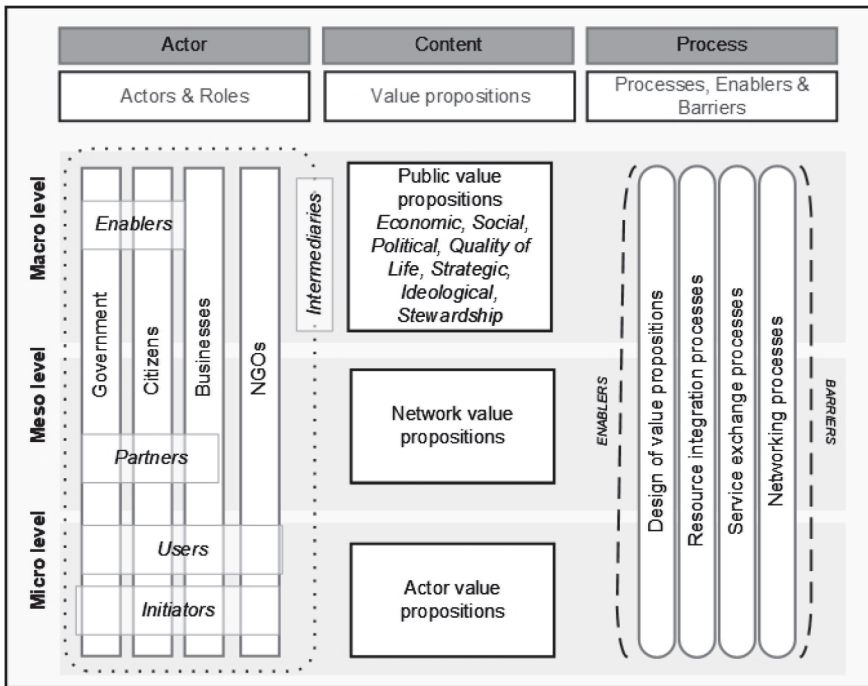 Actor
Content
Process
Actors & Roles
Value propositions
Processes, Enablers &
Barriers
Macro level
Meso level
Micro level
Enablers
Government
Citizens
Businesses
NGOs
Partners
Users
Initiators
Intermediaries
Public value
propositions
Economic, Social,
Political, Quality of
Life, Strategic,
Ideological,
Stewardship
Network value
propositions
Actor value
propositions
ENABLERS
Design of value propositions
Resource integration processes
Service exchange processes
Networking processes
BARRIERS